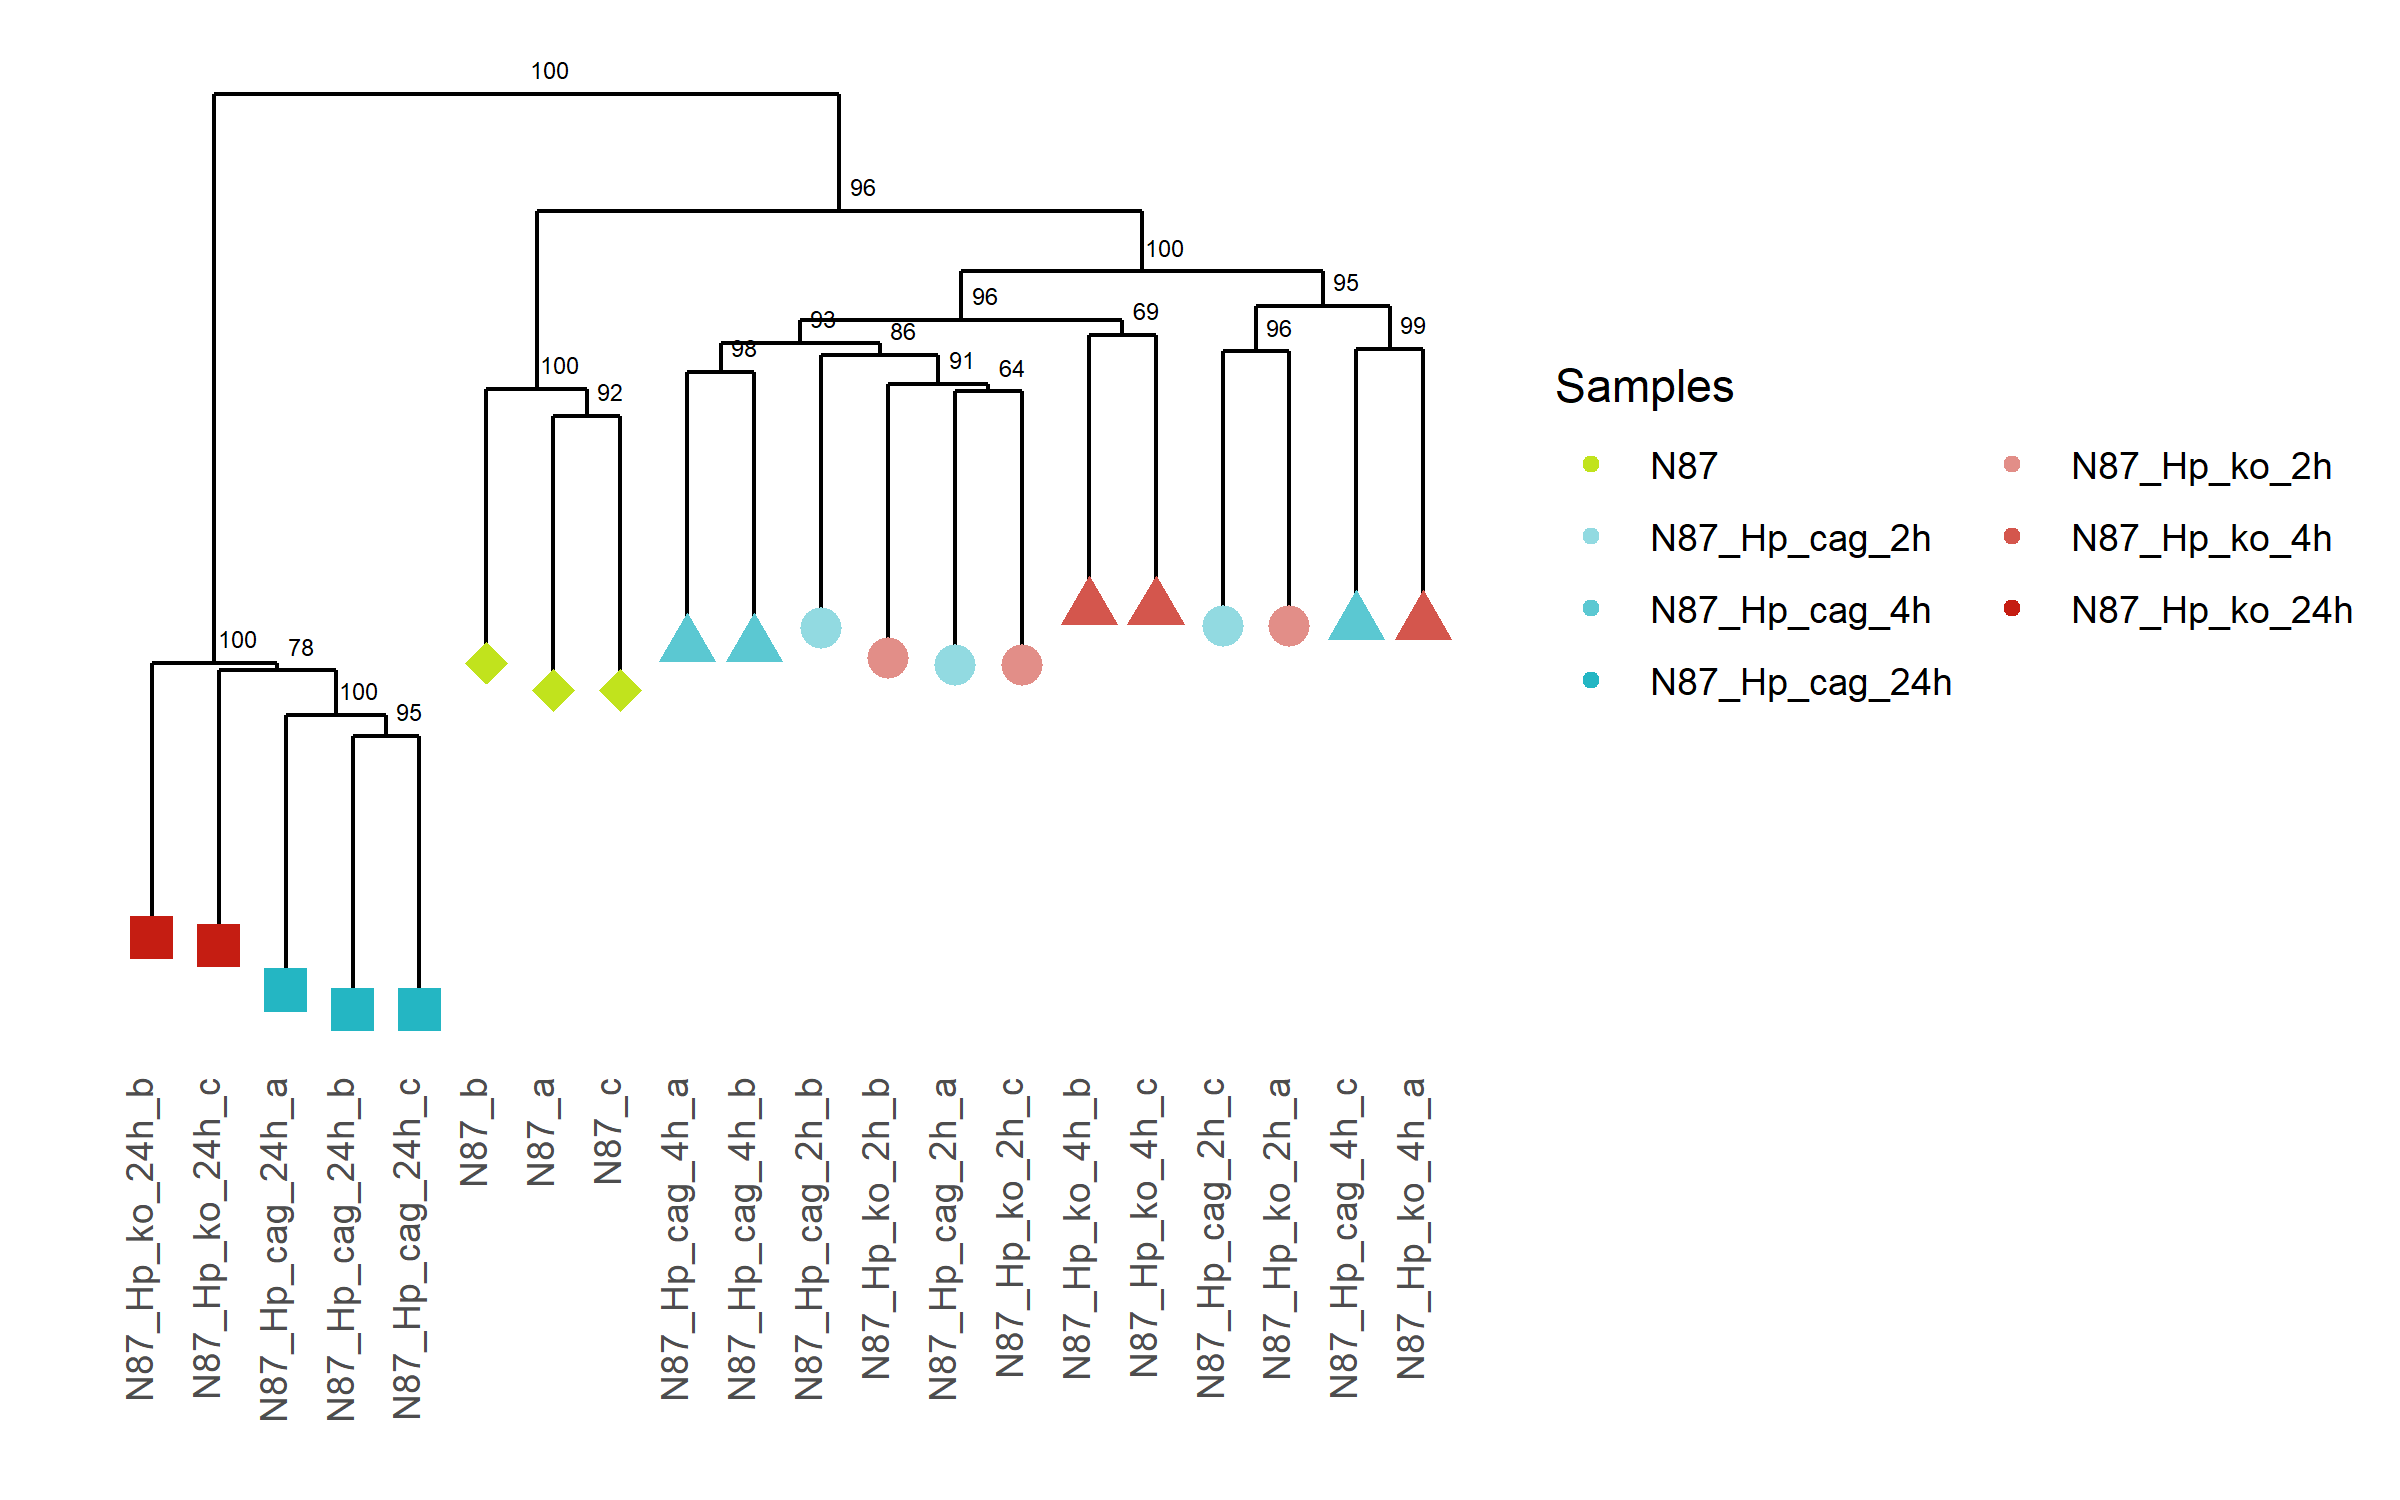 100
96
100
95
96
69
93
86
96
99
98
91
64
100
92
100
78
100
95
Samples
N87
N87_Hp_cag_2h
N87_Hp_cag_4h
N87_Hp_cag_24h
N87_Hp_ko_2h
N87_Hp_ko_4h
N87_Hp_ko_24h
N87_Hp_ko_24h_b
N87_Hp_ko_24h_c
N87_Hp_cag_24h_a
N87_Hp_cag_24h_b
N87_Hp_cag_24h_c
N87_b
N87_a
N87_c
N87_Hp_cag_4h_a
N87_Hp_cag_4h_b
N87_Hp_cag_2h_b
N87_Hp_ko_2h_b
N87_Hp_cag_2h_a
N87_Hp_ko_2h_c
N87_Hp_ko_4h_b
N87_Hp_ko_4h_c
N87_Hp_cag_2h_c
N87_Hp_ko_2h_a
N87_Hp_cag_4h_c
N87_Hp_ko_4h_a